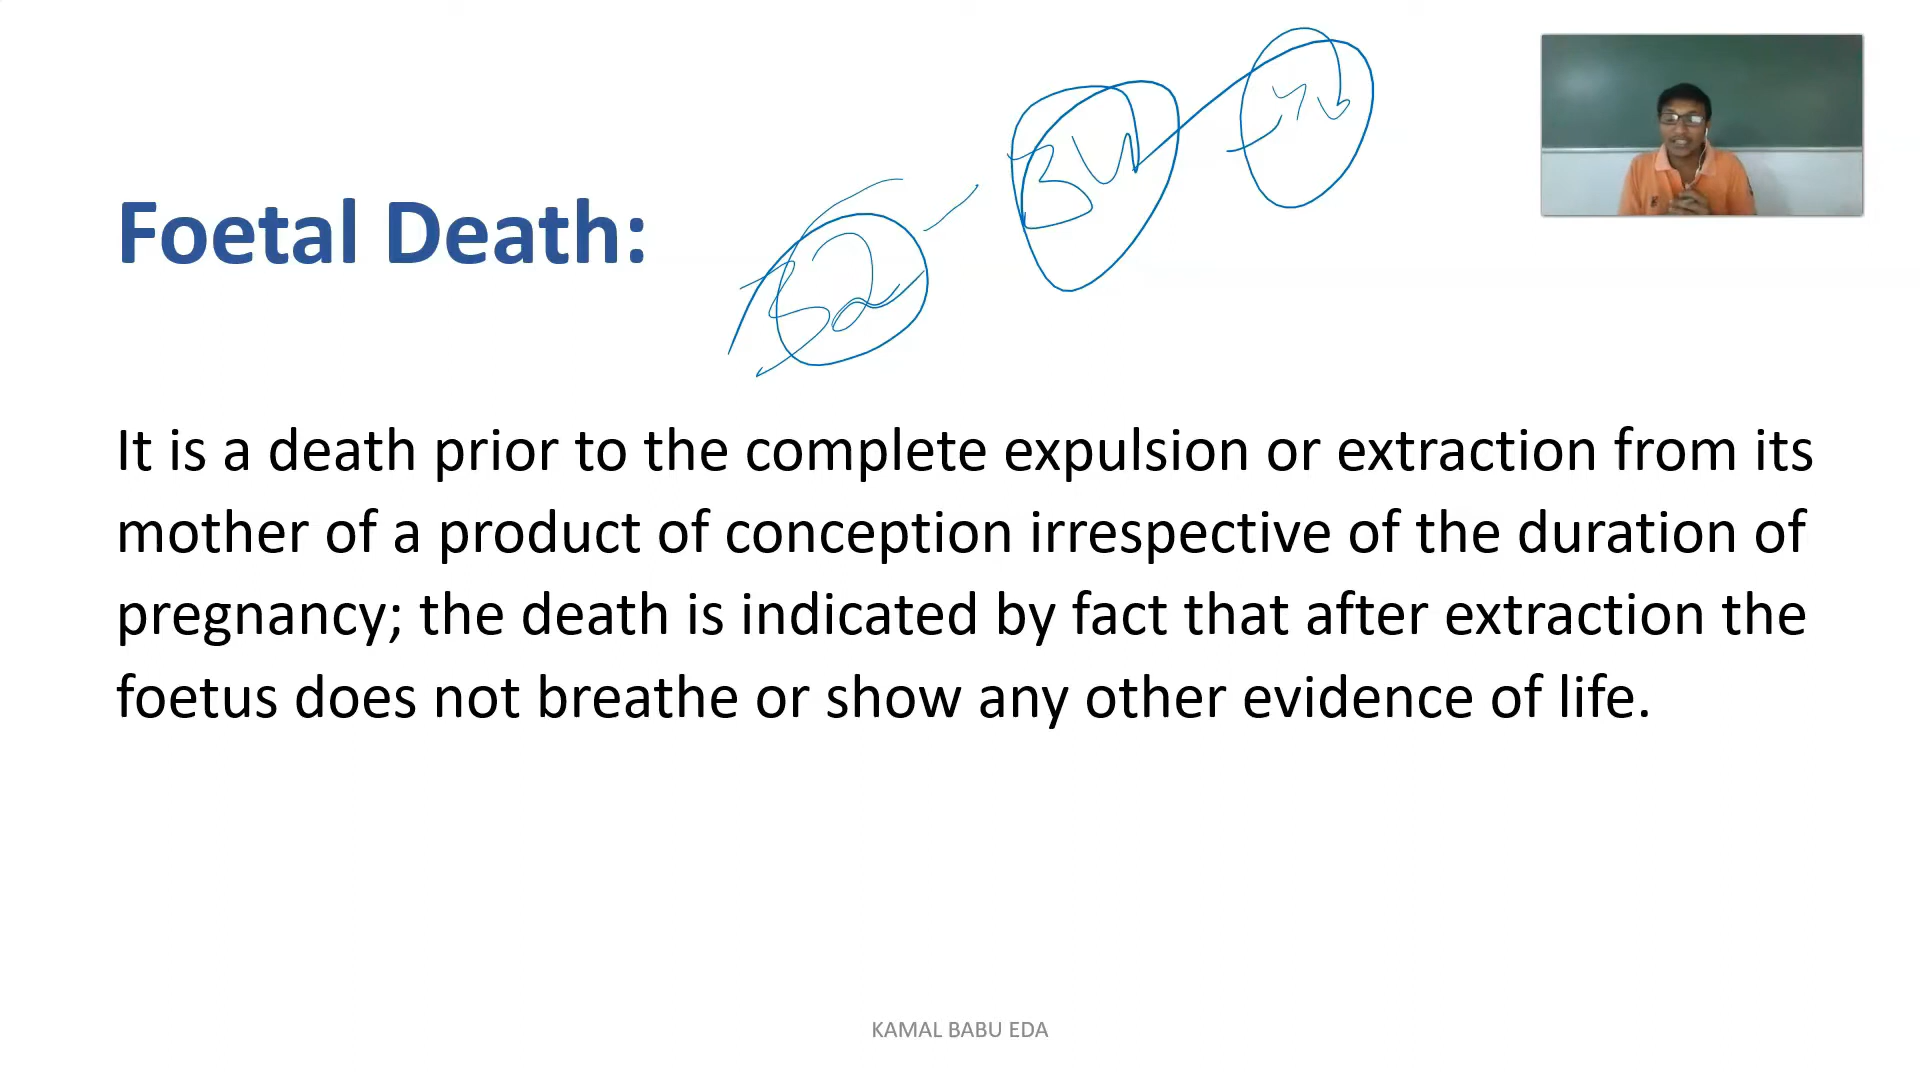 Foetal Death:
It is a death prior to the complete expulsion or extraction from its
mother of a product of conception irrespective of the duration of
pregnancy; the death is indicated by fact that after extraction the
foetus does not breathe or show any other evidence of life.
KAMAL BABU EDA